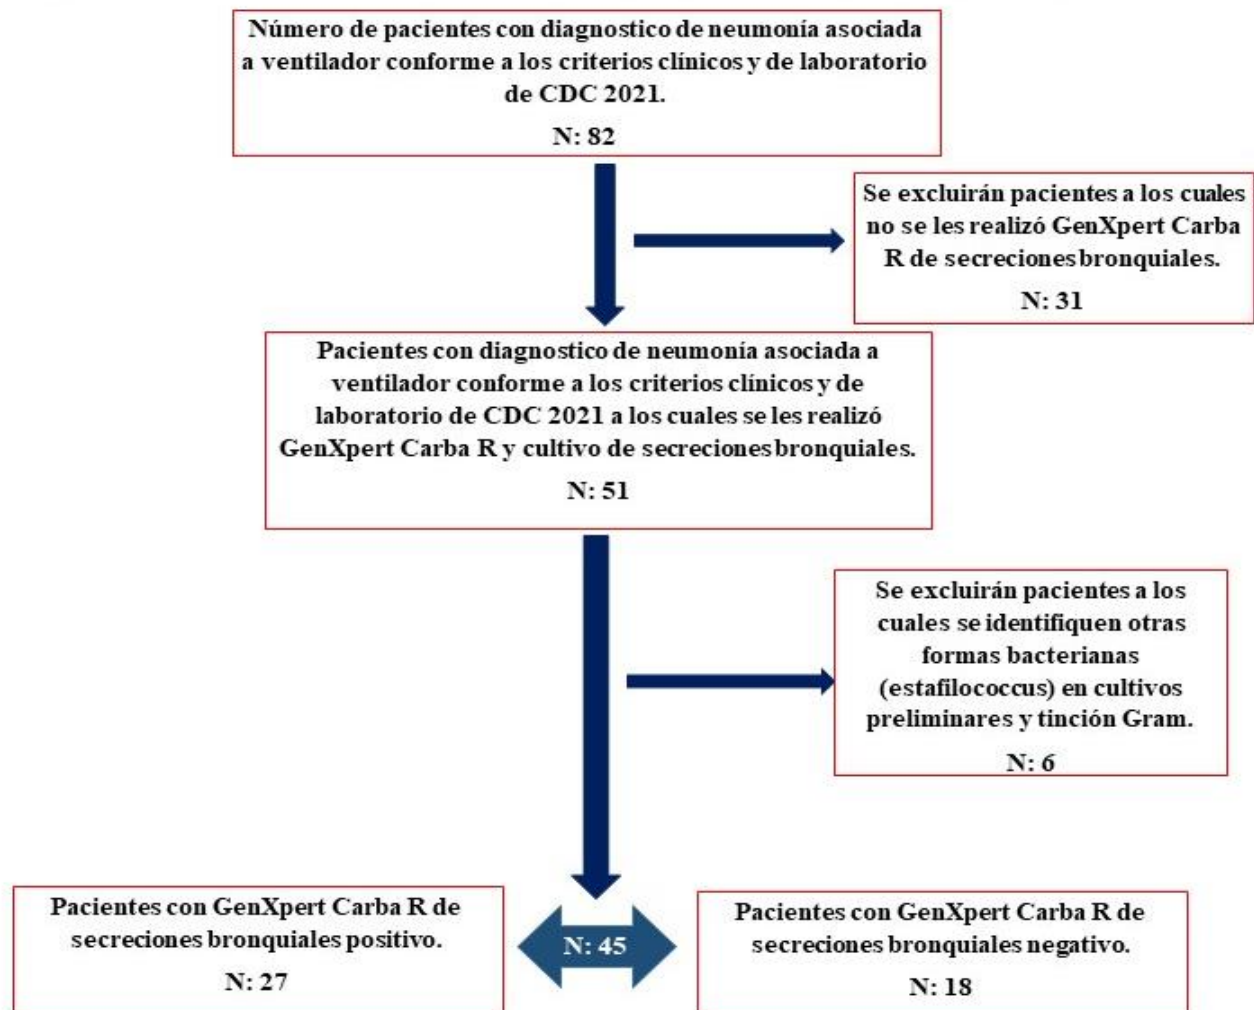 Número de pacientes con diagnostico de neumonía asociada
a ventilador conforme a los criterios clínicos y de laboratorio
de CDC 2021.
N: 82
Se excluirán pacientes a los cuales
no se les realizó GenXpert Carba
R de secreciones bronquiales.
N: 31
Pacientes con diagnostico de neumonía asociada a
ventilador conforme a los criterios clínicos y de
laboratorio de CDC 2021 a los cuales se les realizó
GenXpert Carba R y cultivo de secreciones bronquiales.
N: 51
Se excluirán pacientes a los
cuales se identifiquen otras
formas bacterianas
(estafilococcus) en cultivos
preliminares y tinción Gram.
N: 6
Pacientes con GenXpert Carba R de
secreciones bronquiales positivo.
N: 27
N: 45
Pacientes con GenXpert Carba R de
secreciones bronquiales negativo.
N: 18